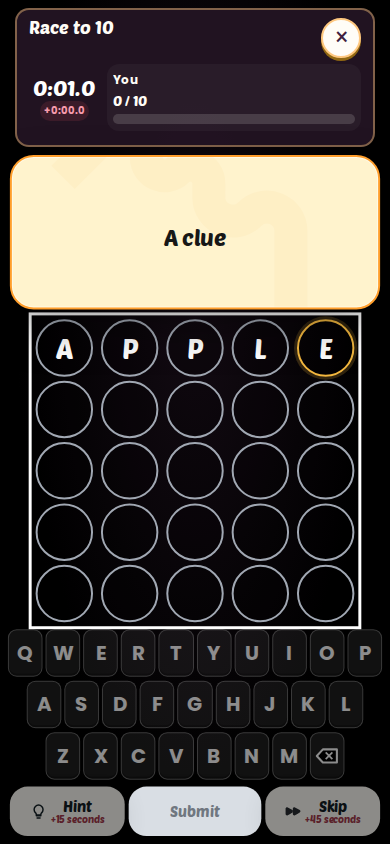 Race to 10
×
0:01.0
+0:00.0
You
0 / 10
A clue
A P P L E
Q W E R T Y U I O P
A S D F G H J K L
Z X C V B N M
Hint
+15 seconds
Submit
Skip
+45 seconds